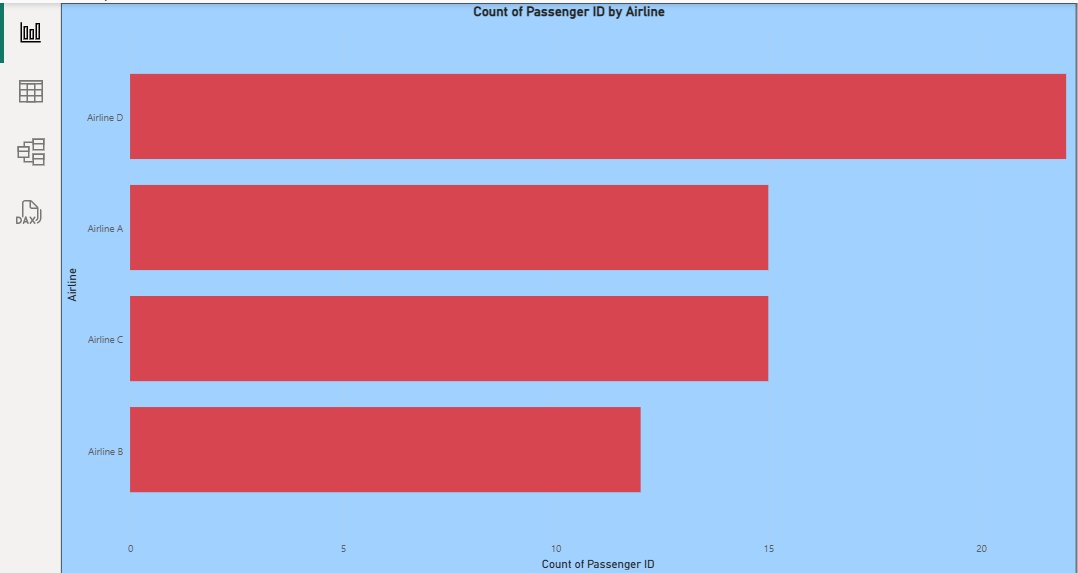 Count of Passenger ID by Airline
Airline D
Airline A
Airline C
Airline B
Airline
0 5 10 15 20
Count of Passenger ID
DAX